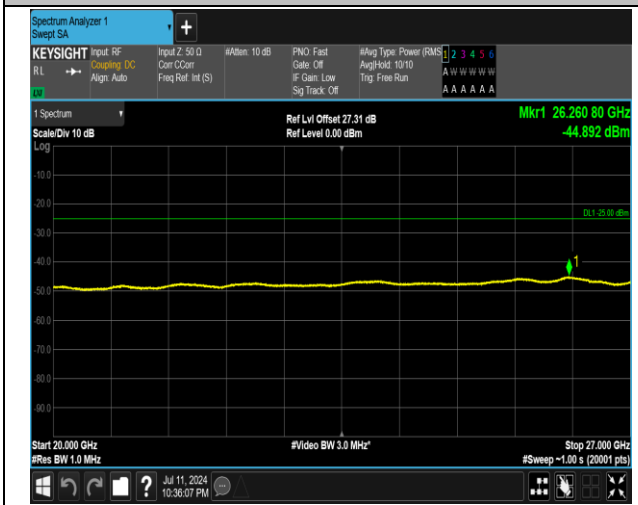 Spectrum Analyzer 1
Swept SA
+
KEYSIGHT
RL
Input: RF
Coupling: DC
Align: Auto
Input Z: 50 Ω
Corr CCorr
Freq Ref: Int (S)
#Atten: 10 dB
PNO: Fast
Gate: Off
IF Gain: Low
Sig Track: Off
#Avg Type: Power (RMS
Avg|Hold: 10/10
Trig: Free Run
1 2 3 4 5 6
A W W W W W
A A A A A A
1 Spectrum
Scale/Div 10 dB
Log
Ref Lvl Offset 27.31 dB
Ref Level 0.00 dBm
Mkr1 26.260 80 GHz
-44.892 dBm
-10.0
-20.0
DL1 -25.00 dBm
-30.0
-40.0
1
-50.0
-60.0
-70.0
-80.0
-90.0
Start 20.000 GHz
#Video BW 3.0 MHz*
Stop 27.000 GHz
#Res BW 1.0 MHz
#Sweep ~1.00 s (20001 pts)
?
Jul 11, 2024
10:36:07 PM